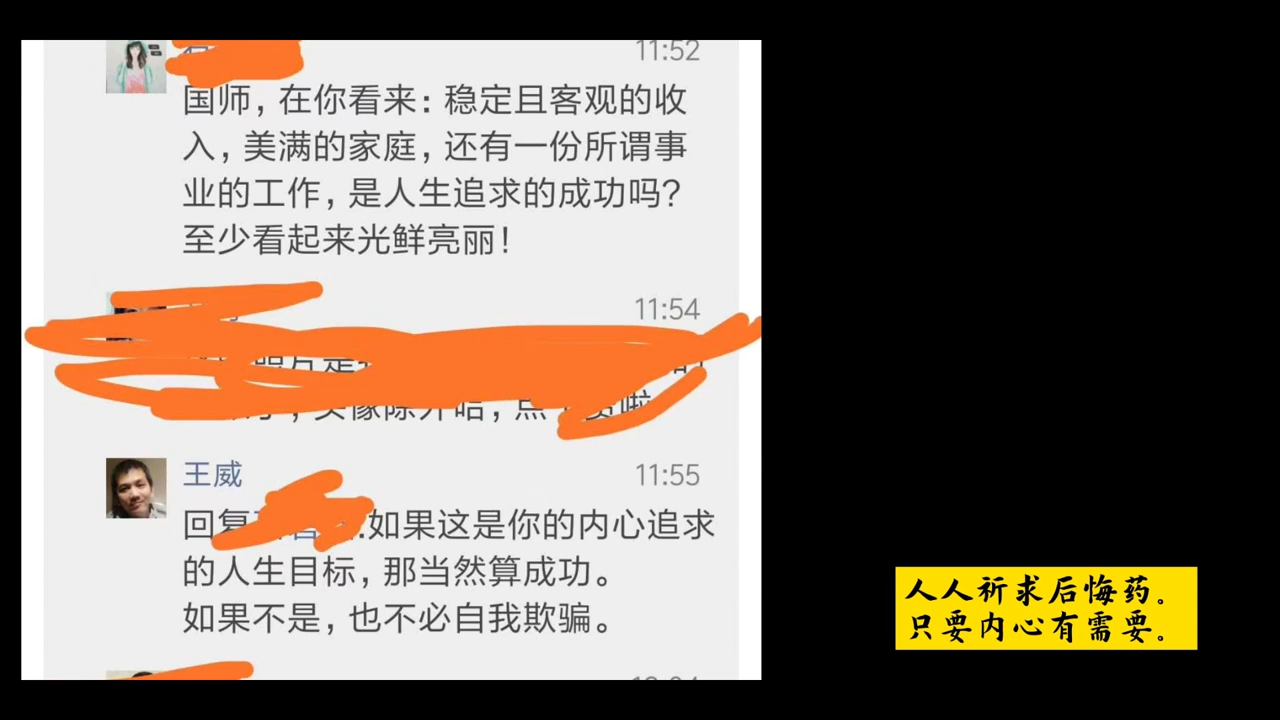 11:52
国师，在你看来：稳定且客观的收
入，美满的家庭，还有一份所谓事
业的工作，是人生追求的成功吗？
至少看起来光鲜亮丽！
11:54
王威
11:55
回复:如果这是你的内心追求
的人生目标，那当然算成功。
如果不是，也不必自我欺骗。
人人祈求后悔药。
只要内心有需要。